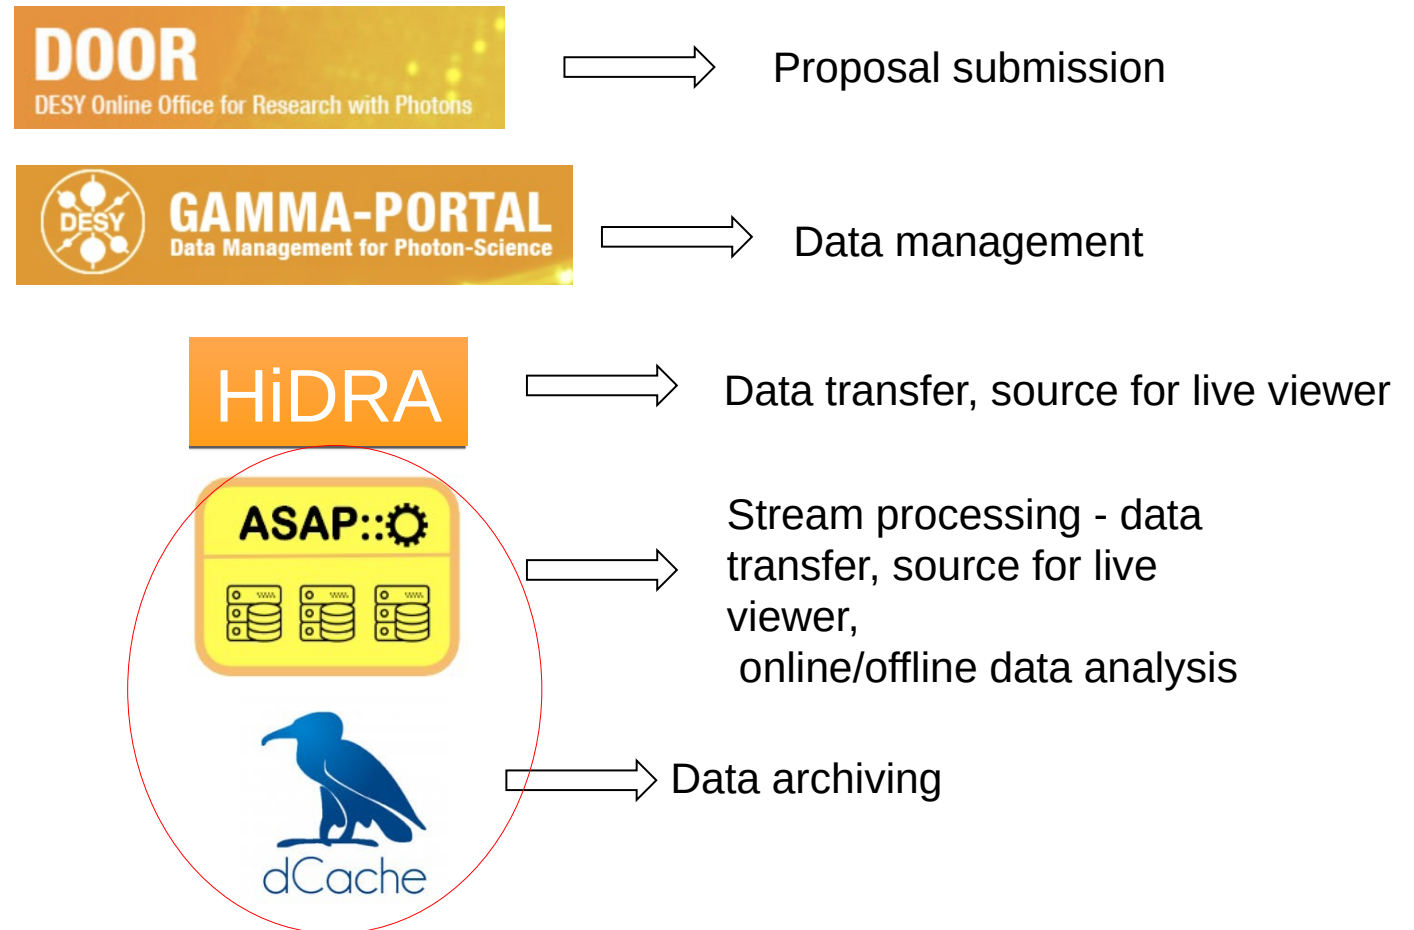 DOOR
DESY Online Office for Research with Photons
Proposal submission
DESY
GAMMA-PORTAL
Data Management for Photon-Science
Data management
HiDRA
Data transfer, source for live viewer
ASAP::O
Stream processing - data
transfer, source for live
viewer,
online/offline data analysis
dCache
Data archiving